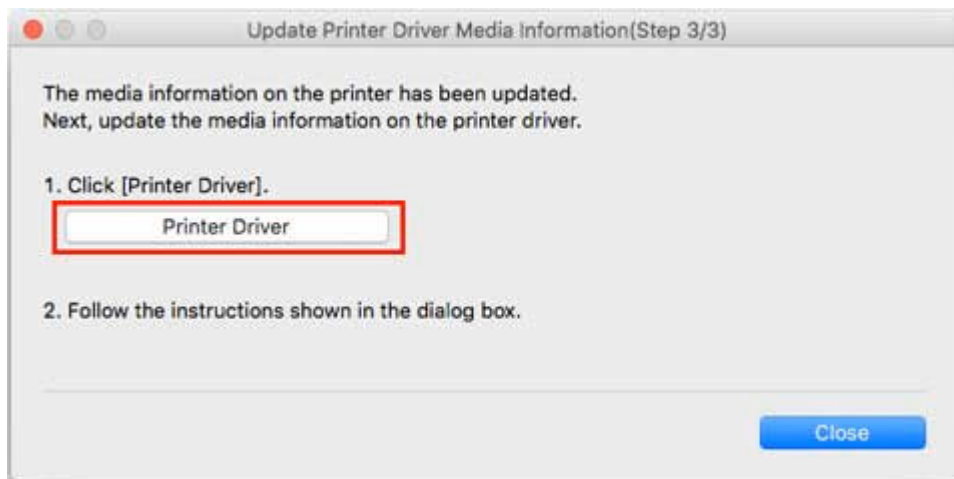 Update Printer Driver Media Information(Step 3/3)
The media information on the printer has been updated.
Next, update the media information on the printer driver.
1. Click [Printer Driver].
Printer Driver
2. Follow the instructions shown in the dialog box.
Close